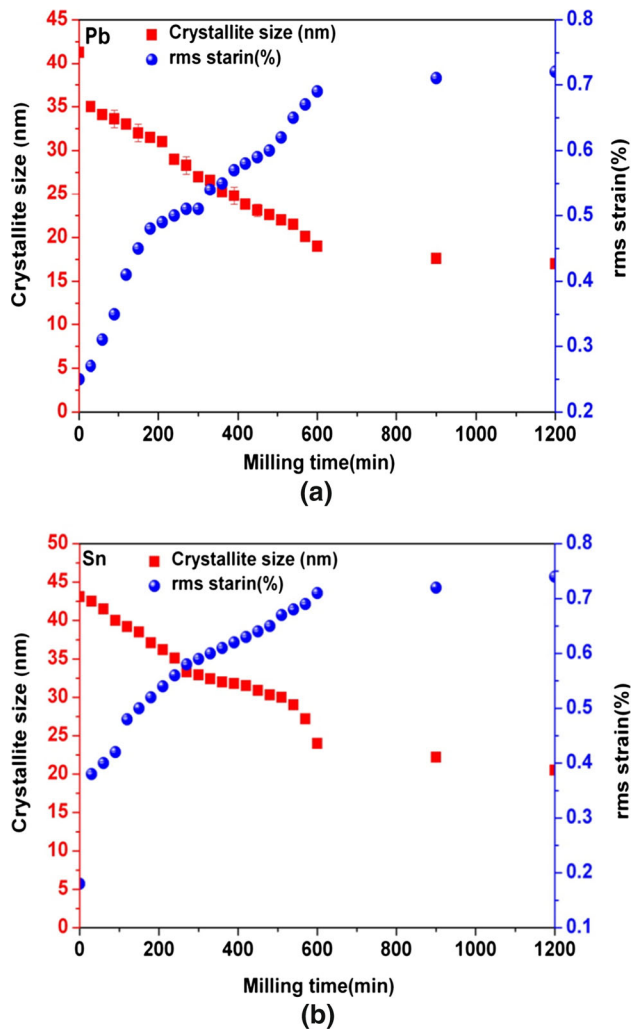 Pb
Crystallite size (nm)
rms starin(%)
45
40
35
30
25
20
15
10
5
0
Crystallite size (nm)
0.8
0.7
0.6
0.5
0.4
0.3
0.2
rms strain(%)
0 200 400 600 800 1000 1200
Milling time(min)
(a)
Sn
Crystallite size (nm)
rms starin(%)
50
45
40
35
30
25
20
15
10
5
0
Crystallite size (nm)
0.8
0.7
0.6
0.5
0.4
0.3
0.2
0.1
rms strain(%)
0 200 400 600 800 1000 1200
Milling time(min)
(b)